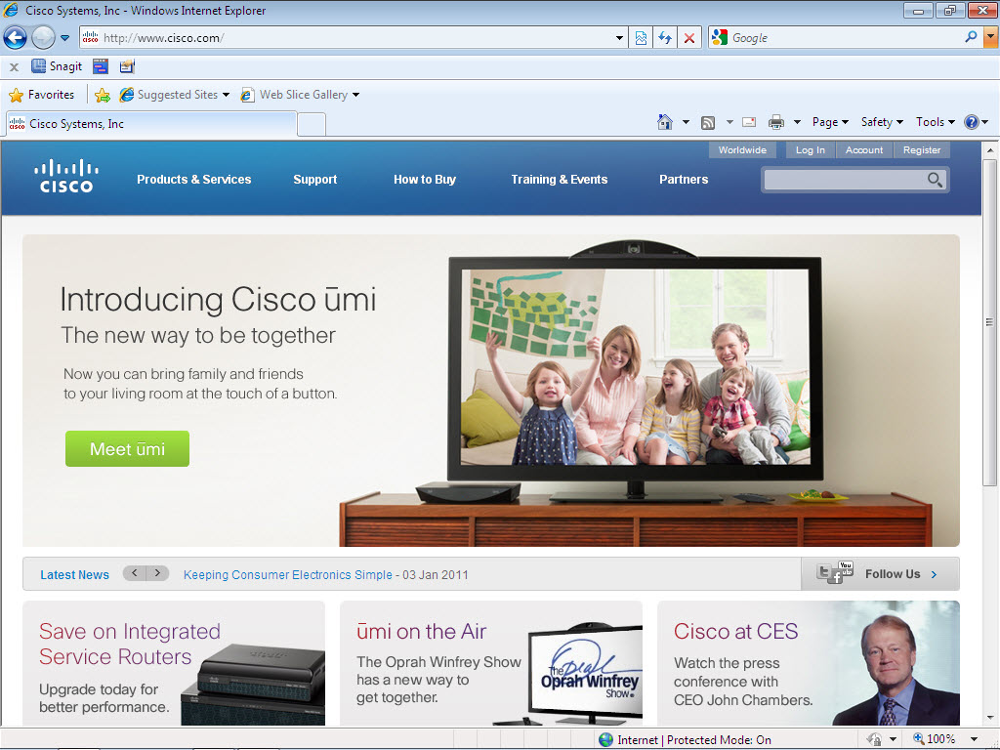 Cisco Systems, Inc - Windows Internet Explorer
cisco http://www.cisco.com/
Google
x Snagit
Favorites Suggested Sites Web Slice Gallery
cisco Cisco Systems, Inc
Page Safety Tools
Worldwide Log In Account Register
CISCO
Products & Services Support How to Buy Training & Events Partners
Introducing Cisco ūmi
The new way to be together
Now you can bring family and friends
to your living room at the touch of a button.
Meet ūmi
Latest News < > Keeping Consumer Electronics Simple - 03 Jan 2011
You Tube
t f
Follow Us >
Save on Integrated
Service Routers
Upgrade today for
better performance.
ūmi on the Air
The Oprah Winfrey Show
has a new way to
get together.
The Oprah
Oprah Winfrey
Show.
Cisco at CES
Watch the press
conference with
CEO John Chambers.
Internet | Protected Mode: On
100%